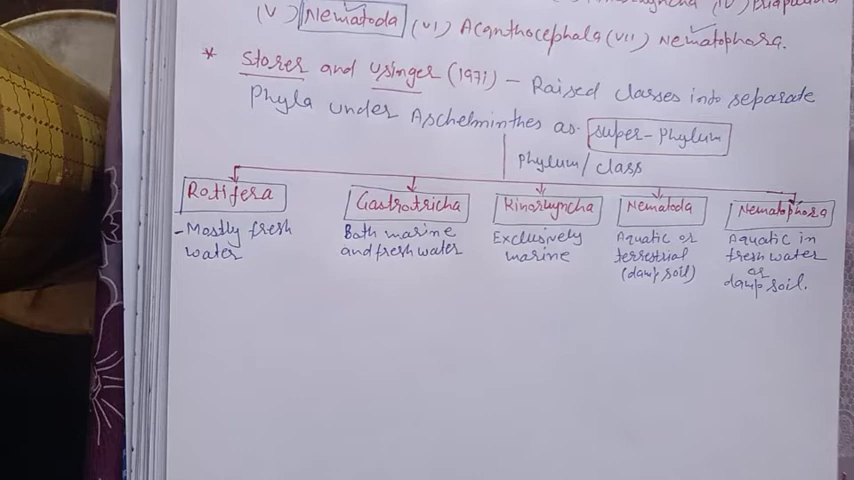 (IV) Priapulida
(V) Nematoda (VI) Acanthocephala (VII) Nematophora.
* Storer and Usinger (1971) - Raised classes into separate
Phyla under Aschelminthes as super-phylum
phylum/class
Rotifera Gastrotricha Kinorhyncha Nematoda Nematophora
- Mostly fresh water
Both marine and fresh water
Exclusively marine
Aquatic or terrestrial (damp soil)
Aquatic in fresh water or damp soil.